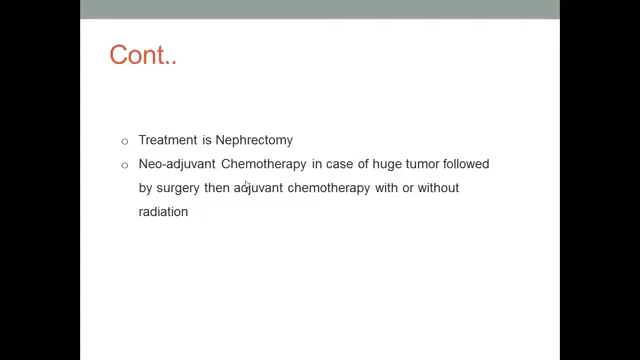 Cont..
o Treatment is Nephrectomy
o Neo-adjuvant Chemotherapy in case of huge tumor followed
by surgery then adjuvant chemotherapy with or without
radiation